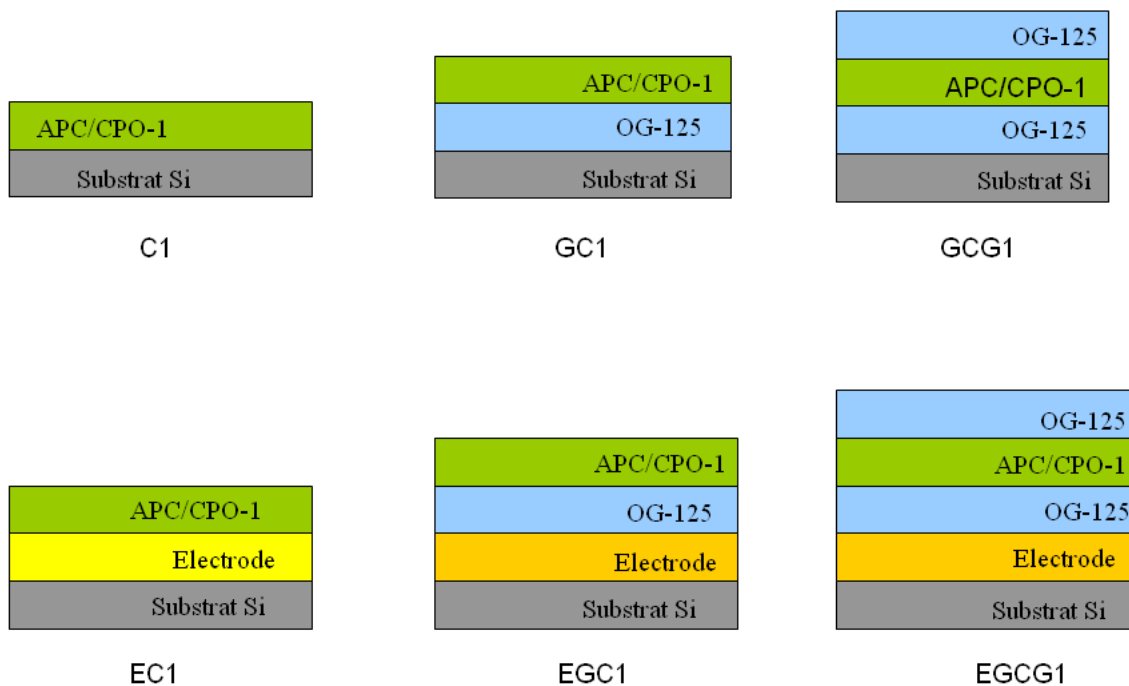 APC/CPO-1
Substrat Si
C1
APC/CPO-1
OG-125
Substrat Si
GC1
OG-125
APC/CPO-1
OG-125
Substrat Si
GCG1
APC/CPO-1
Electrode
Substrat Si
EC1
APC/CPO-1
OG-125
Electrode
Substrat Si
EGC1
OG-125
APC/CPO-1
OG-125
Electrode
Substrat Si
EGCG1